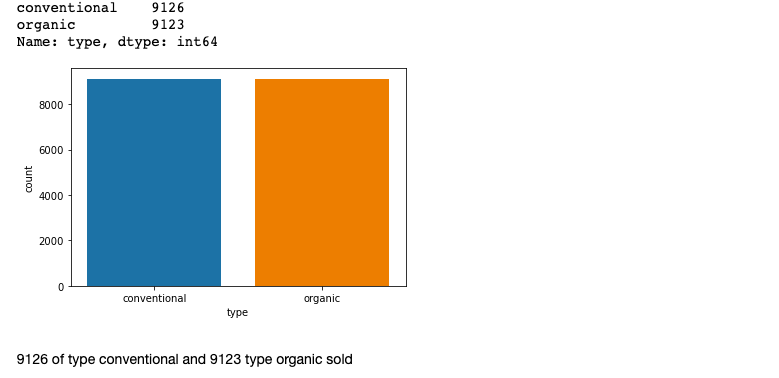 conventional 9126
organic 9123
Name: type, dtype: int64
8000
6000
4000
2000
0
count
conventional organic
type
9126 of type conventional and 9123 type organic sold